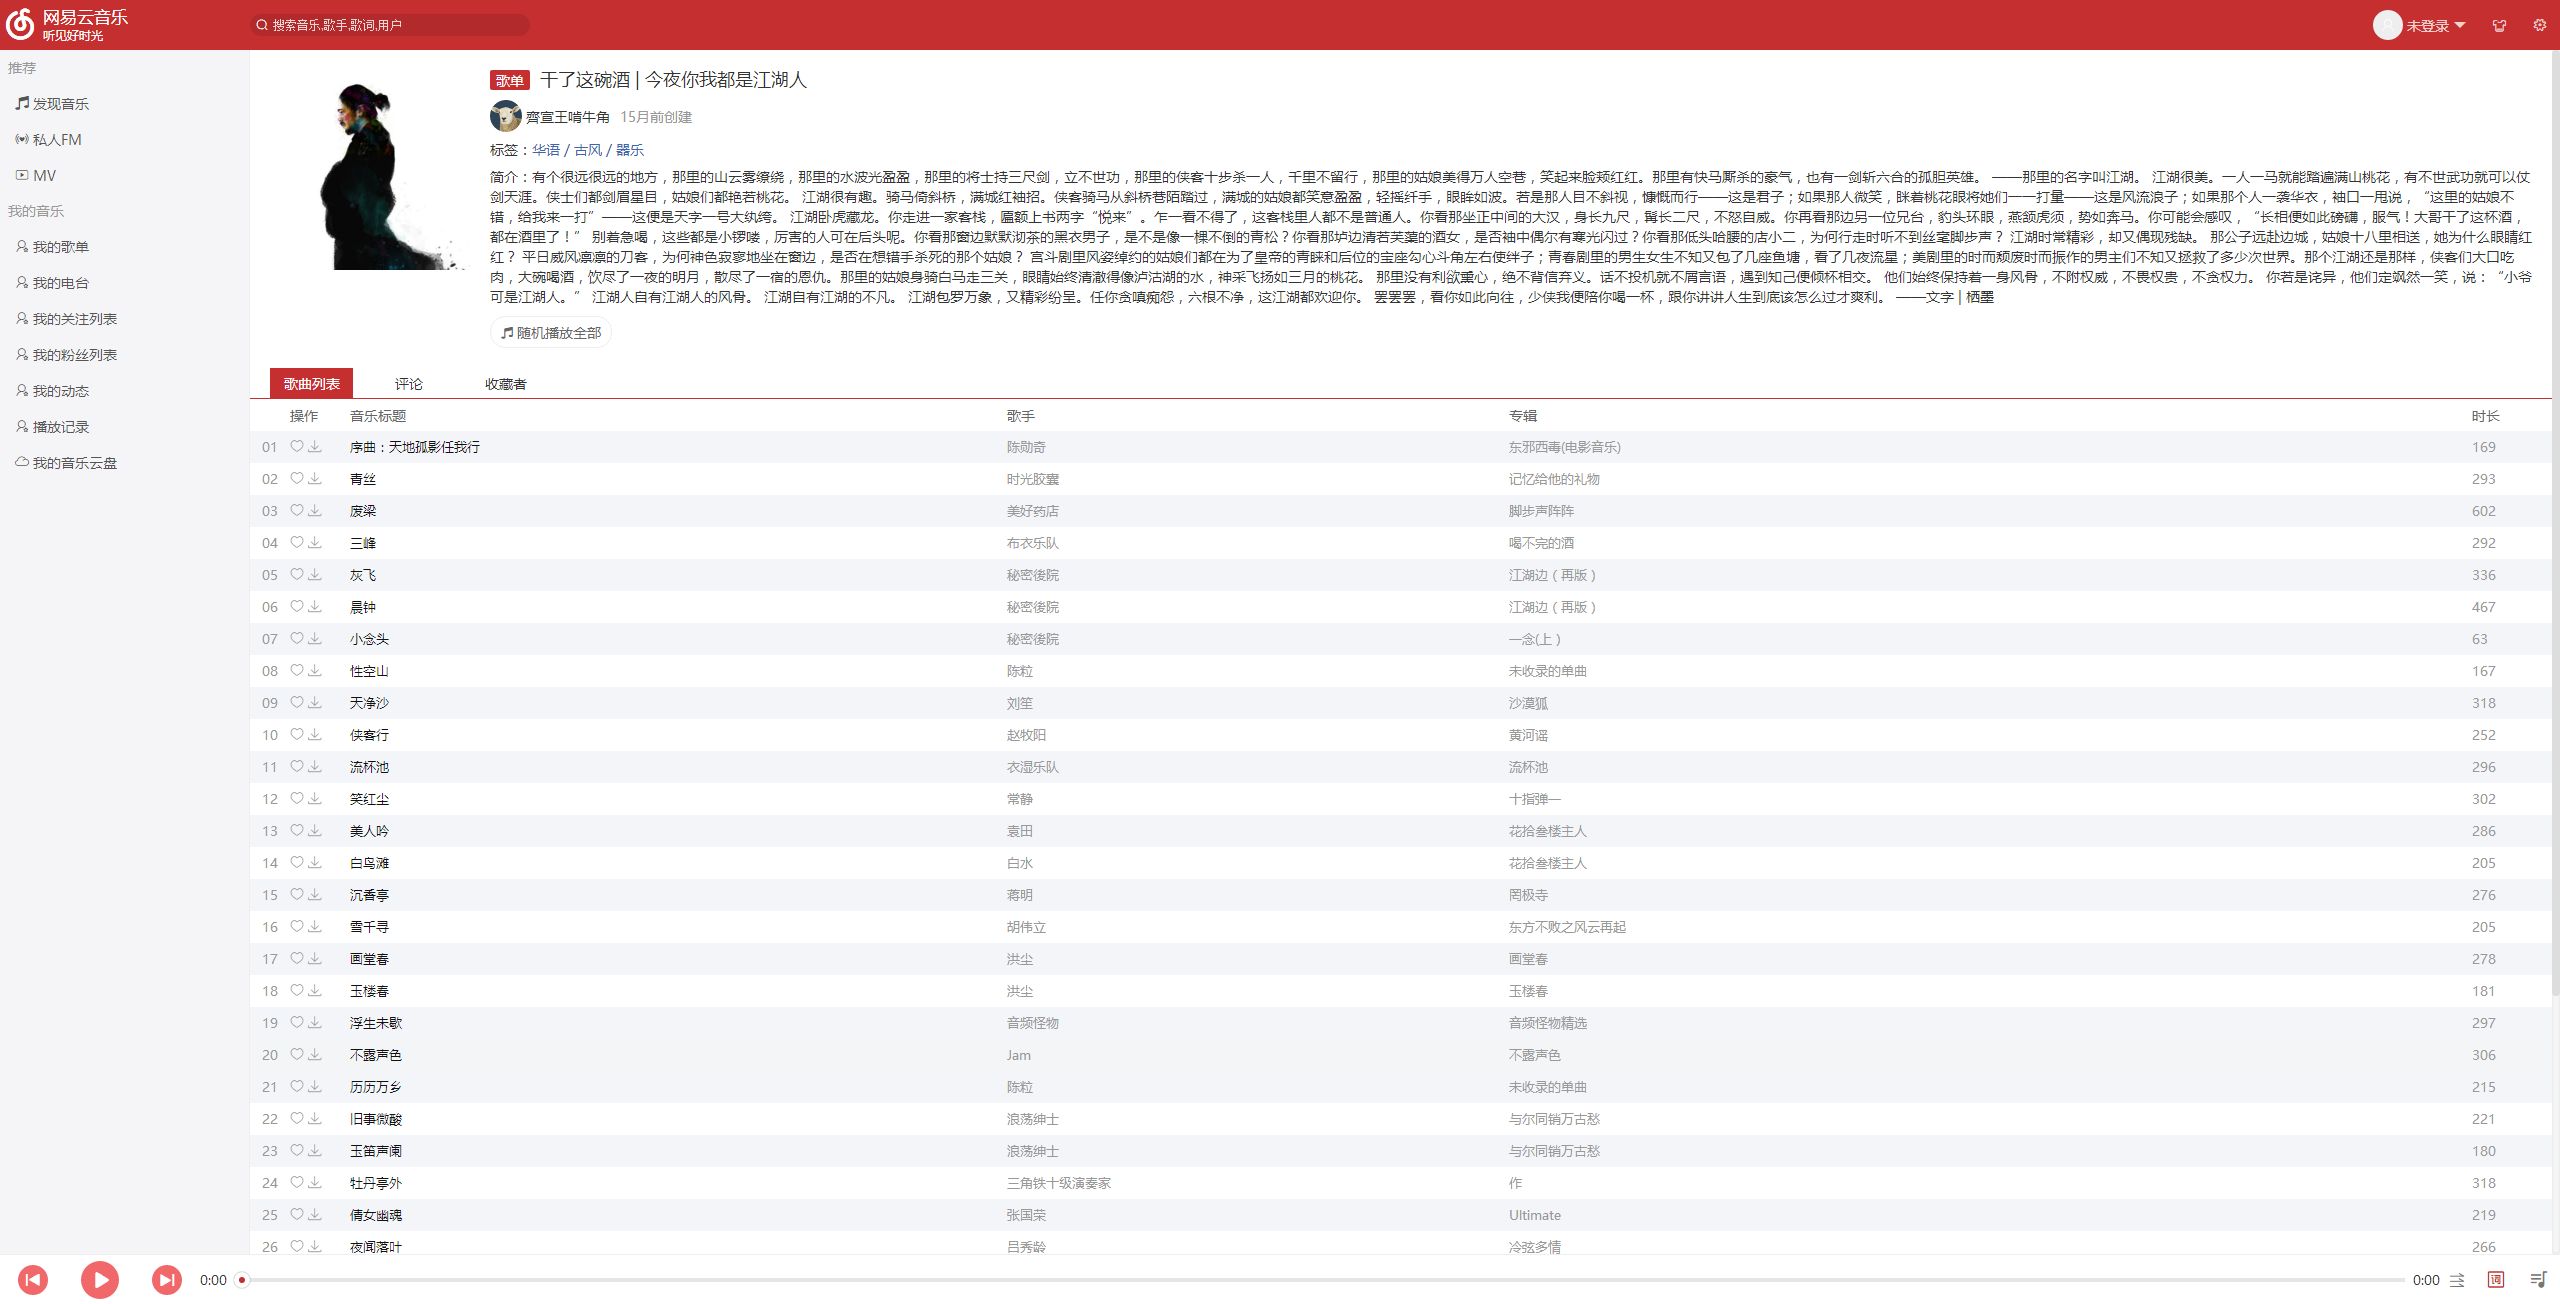 网易云音乐
听见好时光
搜索音乐,歌手,歌词,用户
未登录
推荐
发现音乐
私人FM
MV
我的音乐
我的歌单
我的电台
我的关注列表
我的粉丝列表
我的动态
播放记录
我的音乐云盘
歌单 干了这碗酒 | 今夜你我都是江湖人
齊宣王啃牛角 15月前创建
标签：华语 / 古风 / 器乐
简介：有个很远很远的地方，那里的山云雾缭绕，那里的水波光盈盈，那里的将士持三尺剑，立不世功，那里的侠客十步杀一人，千里不留行，那里的姑娘美得万人空巷，笑起来脸颊红红。那里有快马厮杀的豪气，也有一剑斩六合的孤胆英雄。 ——那里的名字叫江湖。 江湖很美。一人一马就能踏遍满山桃花，有不世武功就可以仗
剑天涯。侠士们都剑眉星目，姑娘们都艳若桃花。 江湖很有趣。骑马倚斜桥，满城红袖招。侠客骑马从斜桥巷陌踏过，满城的姑娘都笑意盈盈，轻摇纤手，眼眸如波。若是那人目不斜视，慷慨而行——这是君子；如果那人微笑，眯着桃花眼将她们一一打量——这是风流浪子；如果那个人一袭华衣，袖口一甩说，“这里的姑娘不
错，给我来一打”——这便是天字一号大纨绔。 江湖卧虎藏龙。你走进一家客栈，匾额上书两字“悦来”。乍一看不得了，这客栈里人都不是普通人。你看那坐正中间的大汉，身长九尺，髯长二尺，不怒自威。你再看那边另一位兄台，豹头环眼，燕颔虎须，势如奔马。你可能会感叹，“长相便如此磅礴，服气！大哥干了这杯酒，
都在酒里了！” 别着急喝，这些都是小锣喽，厉害的人可在后头呢。你看那窗边默默沏茶的黑衣男子，是不是像一棵不倒的青松？你看那垆边清若芙蕖的酒女，是否袖中偶尔有寒光闪过？你看那低头哈腰的店小二，为何行走时听不到丝毫脚步声？ 江湖时常精彩，却又偶现残缺。 那公子远赴边城，姑娘十八里相送，她为什么眼睛红
红？ 平日威风凛凛的刀客，为何神色寂寥地坐在窗边，是否在想错手杀死的那个姑娘？ 宫斗剧里风姿绰约的姑娘们都在为了皇帝的青睐和后位的宝座勾心斗角左右使绊子；青春剧里的男生女生不知又包了几座鱼塘，看了几夜流星；美剧里的时而颓废时而振作的男主们不知又拯救了多少次世界。那个江湖还是那样，侠客们大口吃
肉，大碗喝酒，饮尽了一夜的明月，散尽了一宿的恩仇。那里的姑娘身骑白马走三关，眼睛始终清澈得像泸沽湖的水，神采飞扬如三月的桃花。 那里没有利欲熏心，绝不背信弃义。话不投机就不屑言语，遇到知己便倾杯相交。 他们始终保持着一身风骨，不附权威，不畏权贵，不贪权力。 你若是诧异，他们定飒然一笑，说：“小爷
可是江湖人。” 江湖人自有江湖人的风骨。 江湖自有江湖的不凡。 江湖包罗万象，又精彩纷呈。任你贪嗔痴怨，六根不净，这江湖都欢迎你。 罢罢罢，看你如此向往，少侠我便陪你喝一杯，跟你讲讲人生到底该怎么过才爽利。 ——文字 | 栖墨
随机播放全部
歌曲列表 评论 收藏者
操作 音乐标题 歌手 专辑 时长
01 序曲：天地孤影任我行 陈勋奇 东邪西毒(电影音乐) 169
02 青丝 时光胶囊 记忆给他的礼物 293
03 废梁 美好药店 脚步声阵阵 602
04 三峰 布衣乐队 喝不完的酒 292
05 灰飞 秘密後院 江湖边（再版） 336
06 晨钟 秘密後院 江湖边（再版） 467
07 小念头 秘密後院 一念(上） 63
08 性空山 陈粒 未收录的单曲 167
09 天净沙 刘笙 沙漠狐 318
10 侠客行 赵牧阳 黄河谣 252
11 流杯池 衣湿乐队 流杯池 296
12 笑红尘 常静 十指弹一 302
13 美人吟 袁田 花拾叁楼主人 286
14 白鸟滩 白水 花拾叁楼主人 205
15 沉香亭 蒋明 罔极寺 276
16 雪千寻 胡伟立 东方不败之风云再起 205
17 画堂春 洪尘 画堂春 278
18 玉楼春 洪尘 玉楼春 181
19 浮生未歇 音频怪物 音频怪物精选 297
20 不露声色 Jam 不露声色 306
21 历历万乡 陈粒 未收录的单曲 215
22 旧事微酸 浪荡绅士 与尔同销万古愁 221
23 玉笛声阑 浪荡绅士 与尔同销万古愁 180
24 牡丹亭外 三角铁十级演奏家 作 318
25 倩女幽魂 张国荣 Ultimate 219
26 夜闻落叶 吕秀龄 冷弦多情 266
0:00 0:00 词